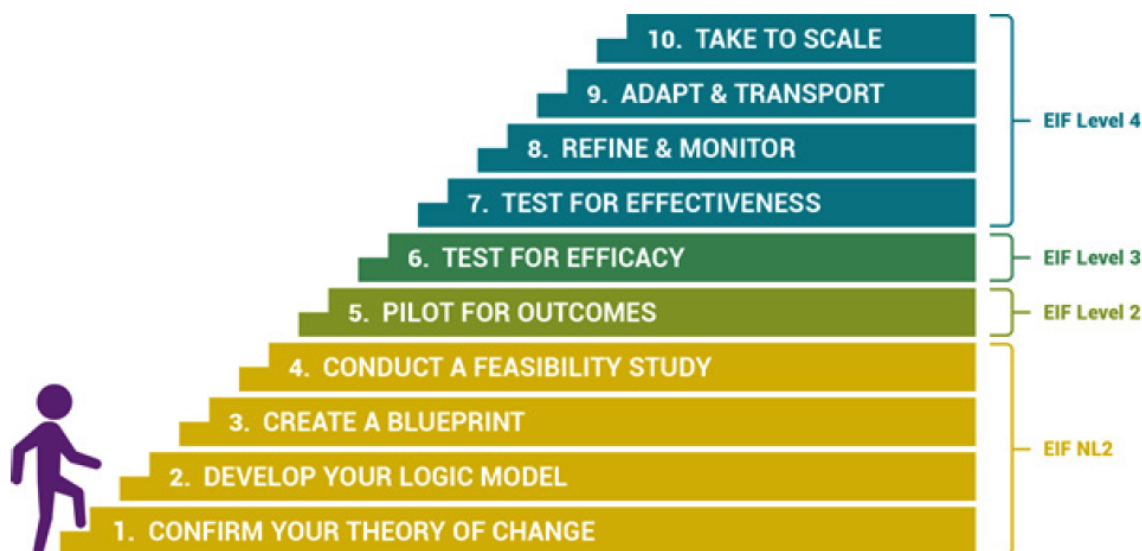 10. TAKE TO SCALE
9. ADAPT & TRANSPORT
EIF Level 4
8. REFINE & MONITOR
7. TEST FOR EFFECTIVENESS
6. TEST FOR EFFICACY
EIF Level 3
5. PILOT FOR OUTCOMES
EIF Level 2
4. CONDUCT A FEASIBILITY STUDY
3. CREATE A BLUEPRINT
EIF NL2
2. DEVELOP YOUR LOGIC MODEL
1. CONFIRM YOUR THEORY OF CHANGE